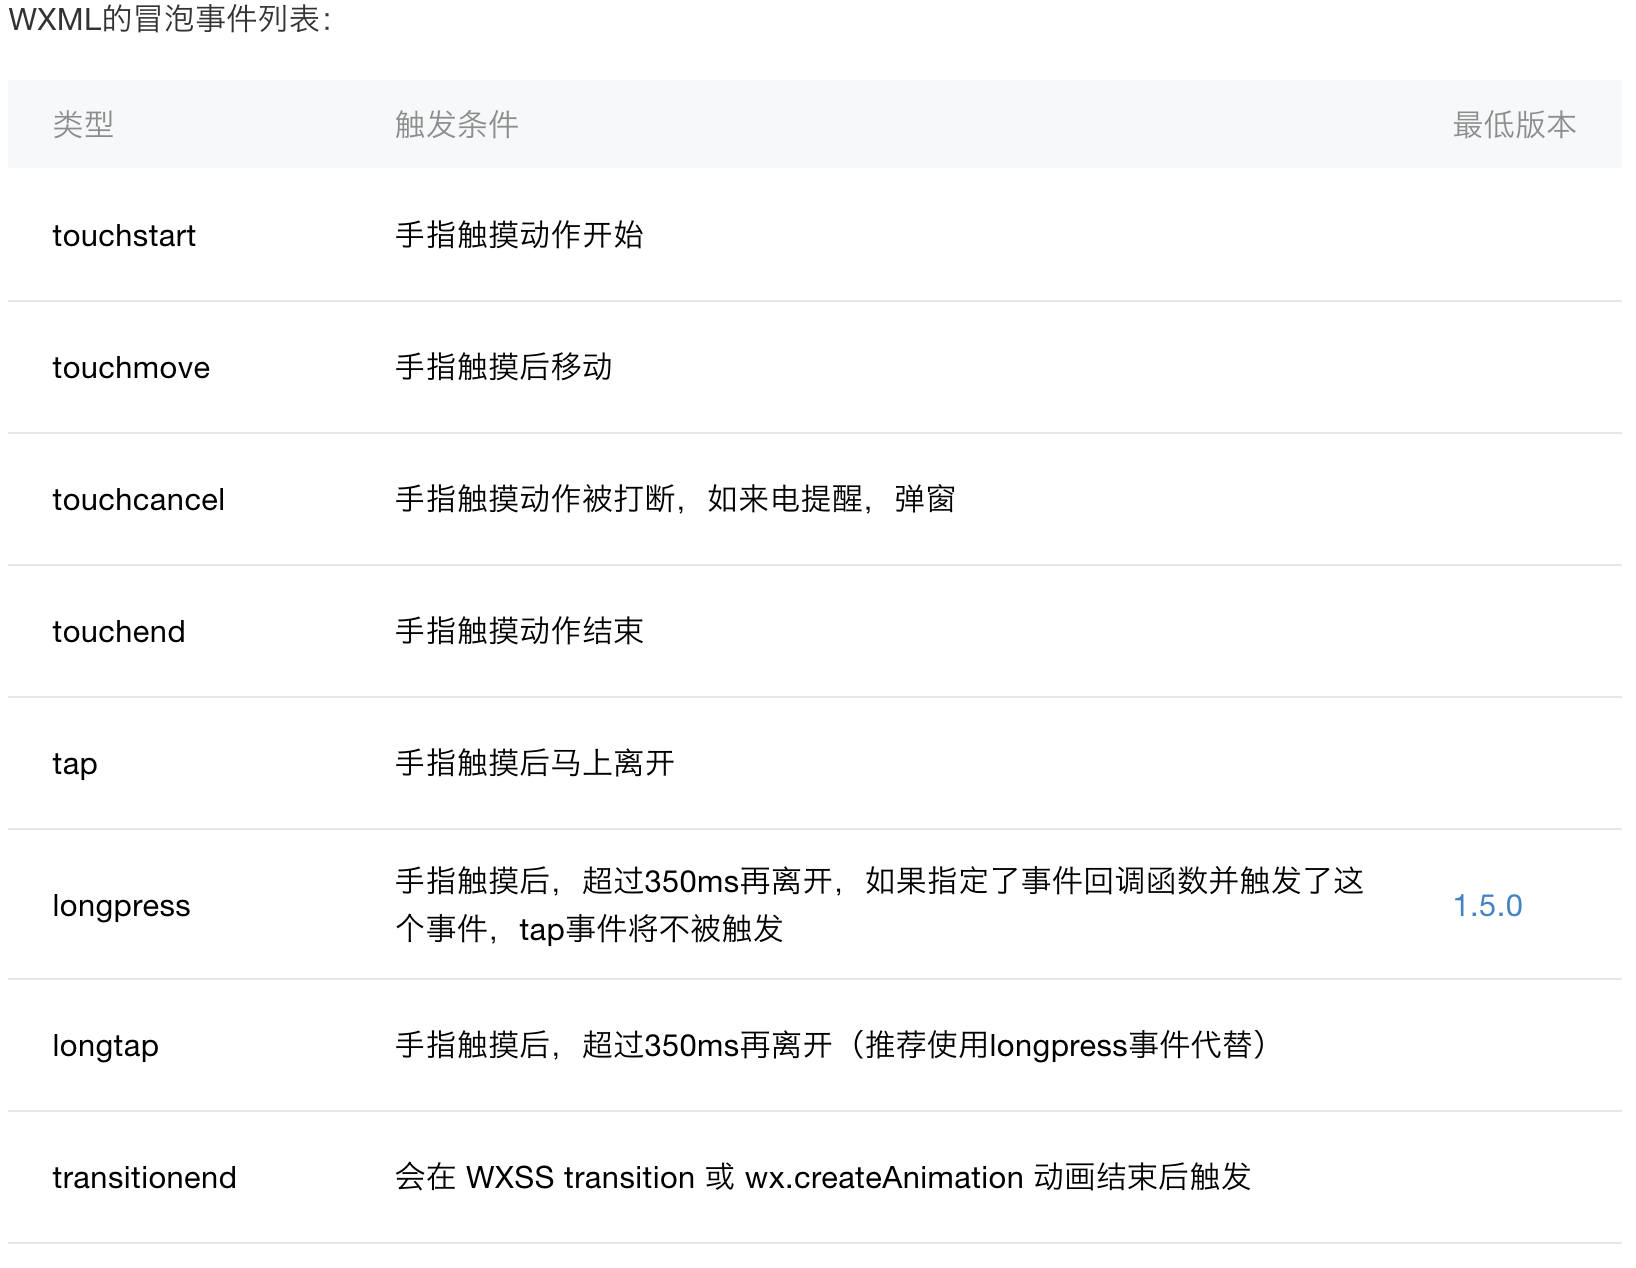 WXML的冒泡事件列表：
类型 触发条件 最低版本
touchstart 手指触摸动作开始
touchmove 手指触摸后移动
touchcancel 手指触摸动作被打断，如来电提醒，弹窗
touchend 手指触摸动作结束
tap 手指触摸后马上离开
longpress 手指触摸后，超过350ms再离开，如果指定了事件回调函数并触发了这 1.5.0
个事件，tap事件将不被触发
longtap 手指触摸后，超过350ms再离开（推荐使用longpress事件代替）
transitionend 会在 WXSS transition 或 wx.createAnimation 动画结束后触发